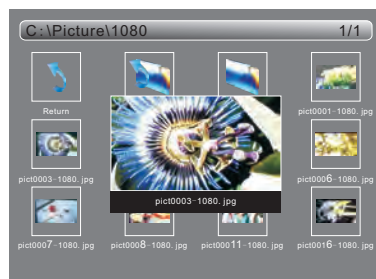 C:\Picture\1080 1/1
Return pict0001-1080. jpg
pict0003-1080. jpg pict0006-1080. jpg
pict0003-1080. jpg
pict0007-1080. jpg pict0008-1080. jpg pict00011-1080. jpg pict0016-1080. jpg